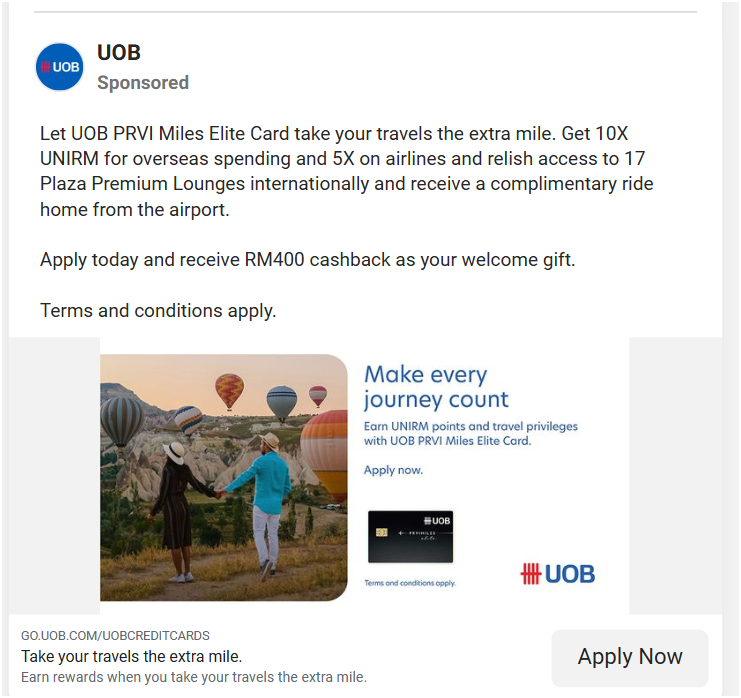 UOB
UOB
Sponsored
Let UOB PRVI Miles Elite Card take your travels the extra mile. Get 10X
UNIRM for overseas spending and 5X on airlines and relish access to 17
Plaza Premium Lounges internationally and receive a complimentary ride
home from the airport.
Apply today and receive RM400 cashback as your welcome gift.
Terms and conditions apply.
Make every
journey count
Earn UNIRM points and travel privileges
with UOB PRVI Miles Elite Card.
Apply now.
UOB
PRVIMILES
elite
Terms and conditions apply.
UOB
GO.UOB.COM/UOBCREDITCARDS
Take your travels the extra mile.
Earn rewards when you take your travels the extra mile.
Apply Now